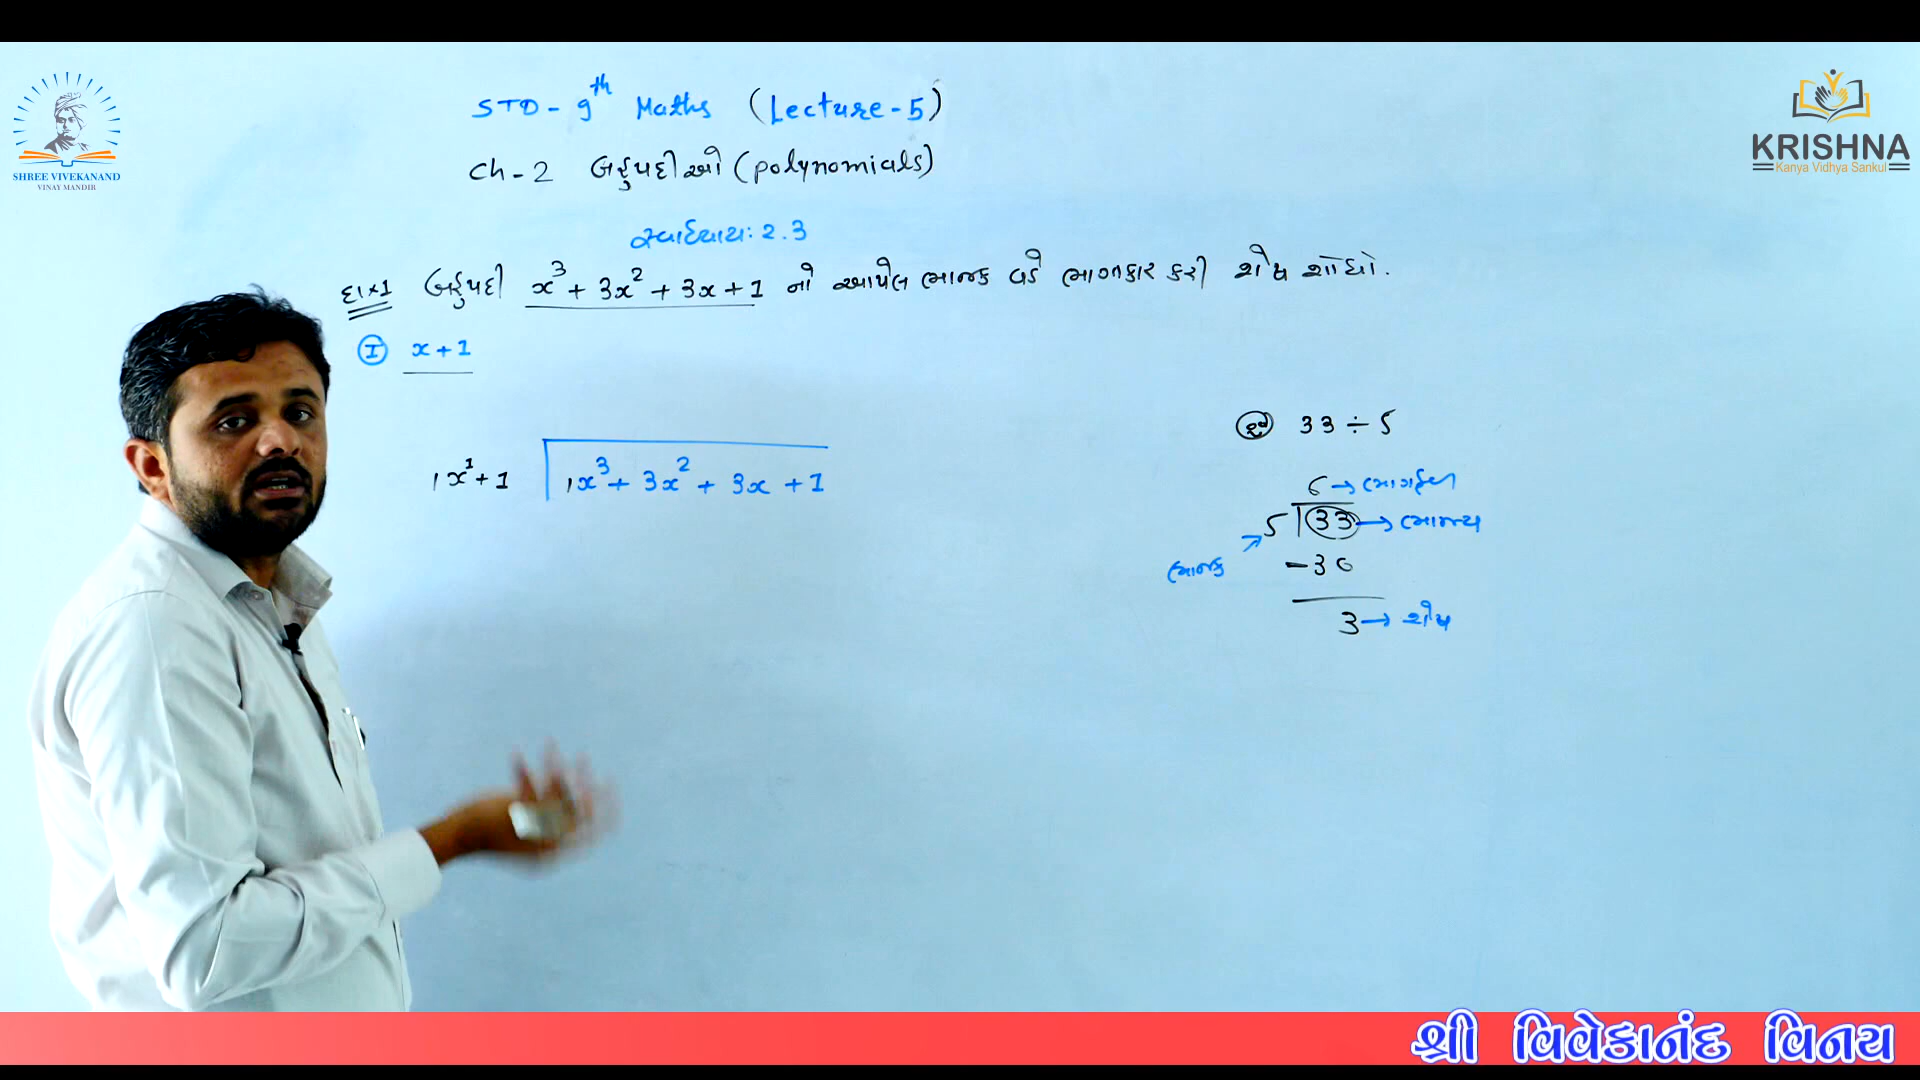 SHREE VIVEKANAND
VINAY MANDIR
KRISHNA
Kanya Vidhya Sankul
STD - 9th Maths (Lecture-5)
Ch-2 બહુપદીઓ (polynomials)
સ્વાધ્યાય: 2.3
દા×1 બહુપદી x³ + 3x² + 3x + 1 નો આપેલ ભાજક વડે ભાગાકાર કરી શેષ શોધો.
I x+1
1x¹+1 1x³+ 3x² + 3x + 1
33 ÷ 5
6 → ભાગફળ
5 33 → ભાજ્ય
ભાજક
-30
3 → શેષ
શ્રી વિવેકાનંદ વિનય